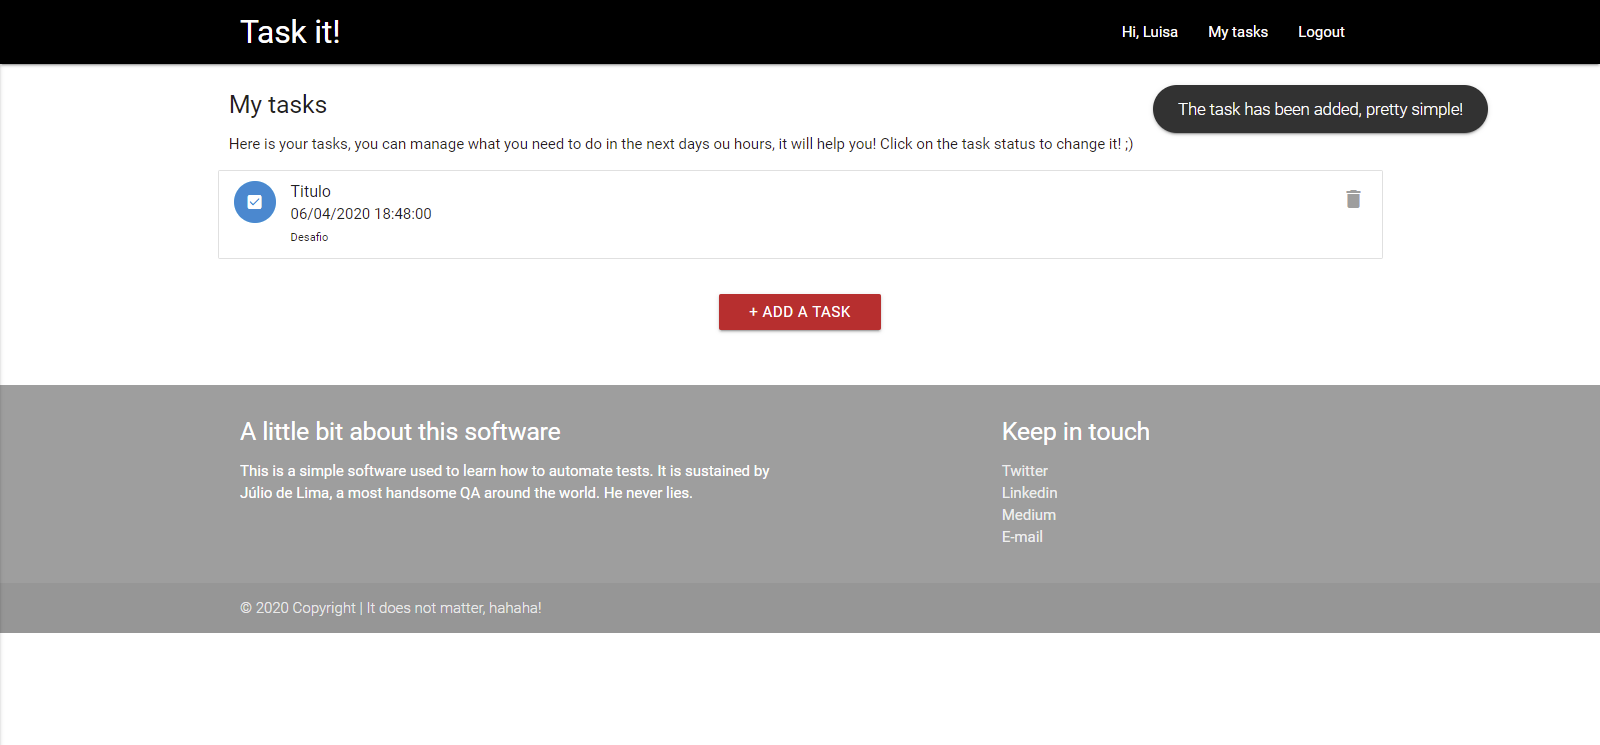 Task it!
Hi, Luisa
My tasks
Logout
My tasks
The task has been added, pretty simple!
Here is your tasks, you can manage what you need to do in the next days ou hours, it will help you! Click on the task status to change it! ;)
Titulo
06/04/2020 18:48:00
Desafio
+ ADD A TASK
A little bit about this software
This is a simple software used to learn how to automate tests. It is sustained by
Júlio de Lima, a most handsome QA around the world. He never lies.
Keep in touch
Twitter
Linkedin
Medium
E-mail
© 2020 Copyright | It does not matter, hahaha!